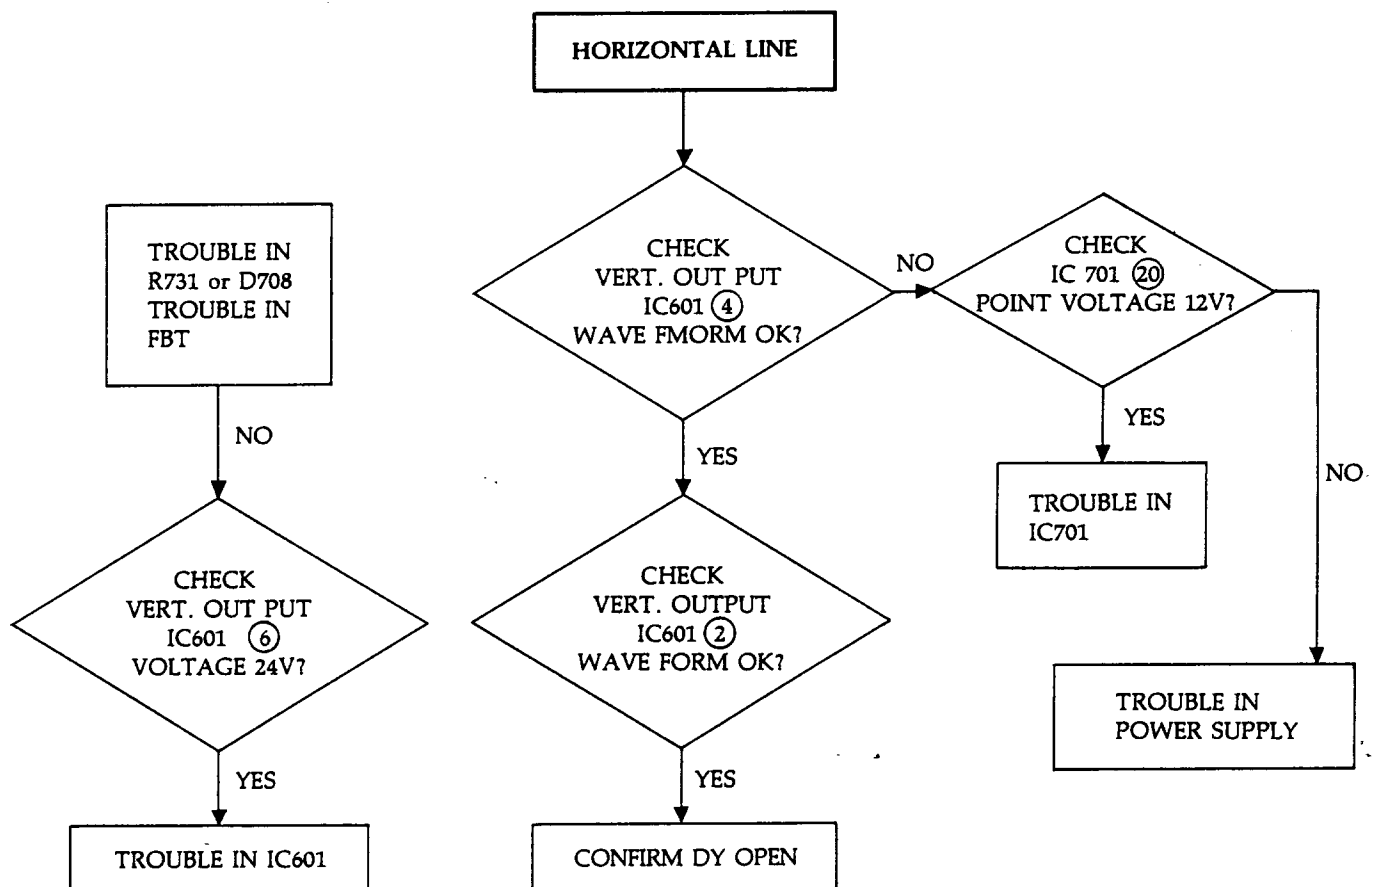 HORIZONTAL LINE
CHECK
VERT. OUT PUT
IC601 ④
WAVE FMORM OK?
NO
CHECK
IC 701 ⑳
POINT VOLTAGE 12V?
YES
TROUBLE IN
IC701
NO
TROUBLE IN
POWER SUPPLY
YES
CHECK
VERT. OUTPUT
IC601 ②
WAVE FORM OK?
YES
CONFIRM DY OPEN
TROUBLE IN
R731 or D708
TROUBLE IN
FBT
NO
CHECK
VERT. OUT PUT
IC601 ⑥
VOLTAGE 24V?
YES
TROUBLE IN IC601